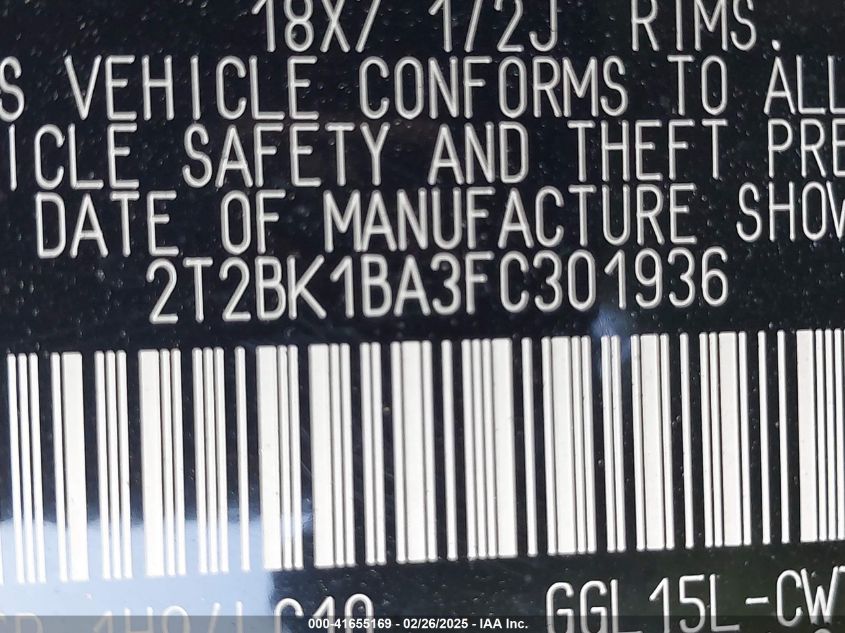 18X7 1/2J RIMS.
S VEHICLE CONFORMS TO ALL
ICLE SAFETY AND THEFT PRE
DATE OF MANUFACTURE SHOW
2T2BK1BA3FC301936
GGL15L-CWT
000-41655169 - 02/26/2025 - IAA Inc.